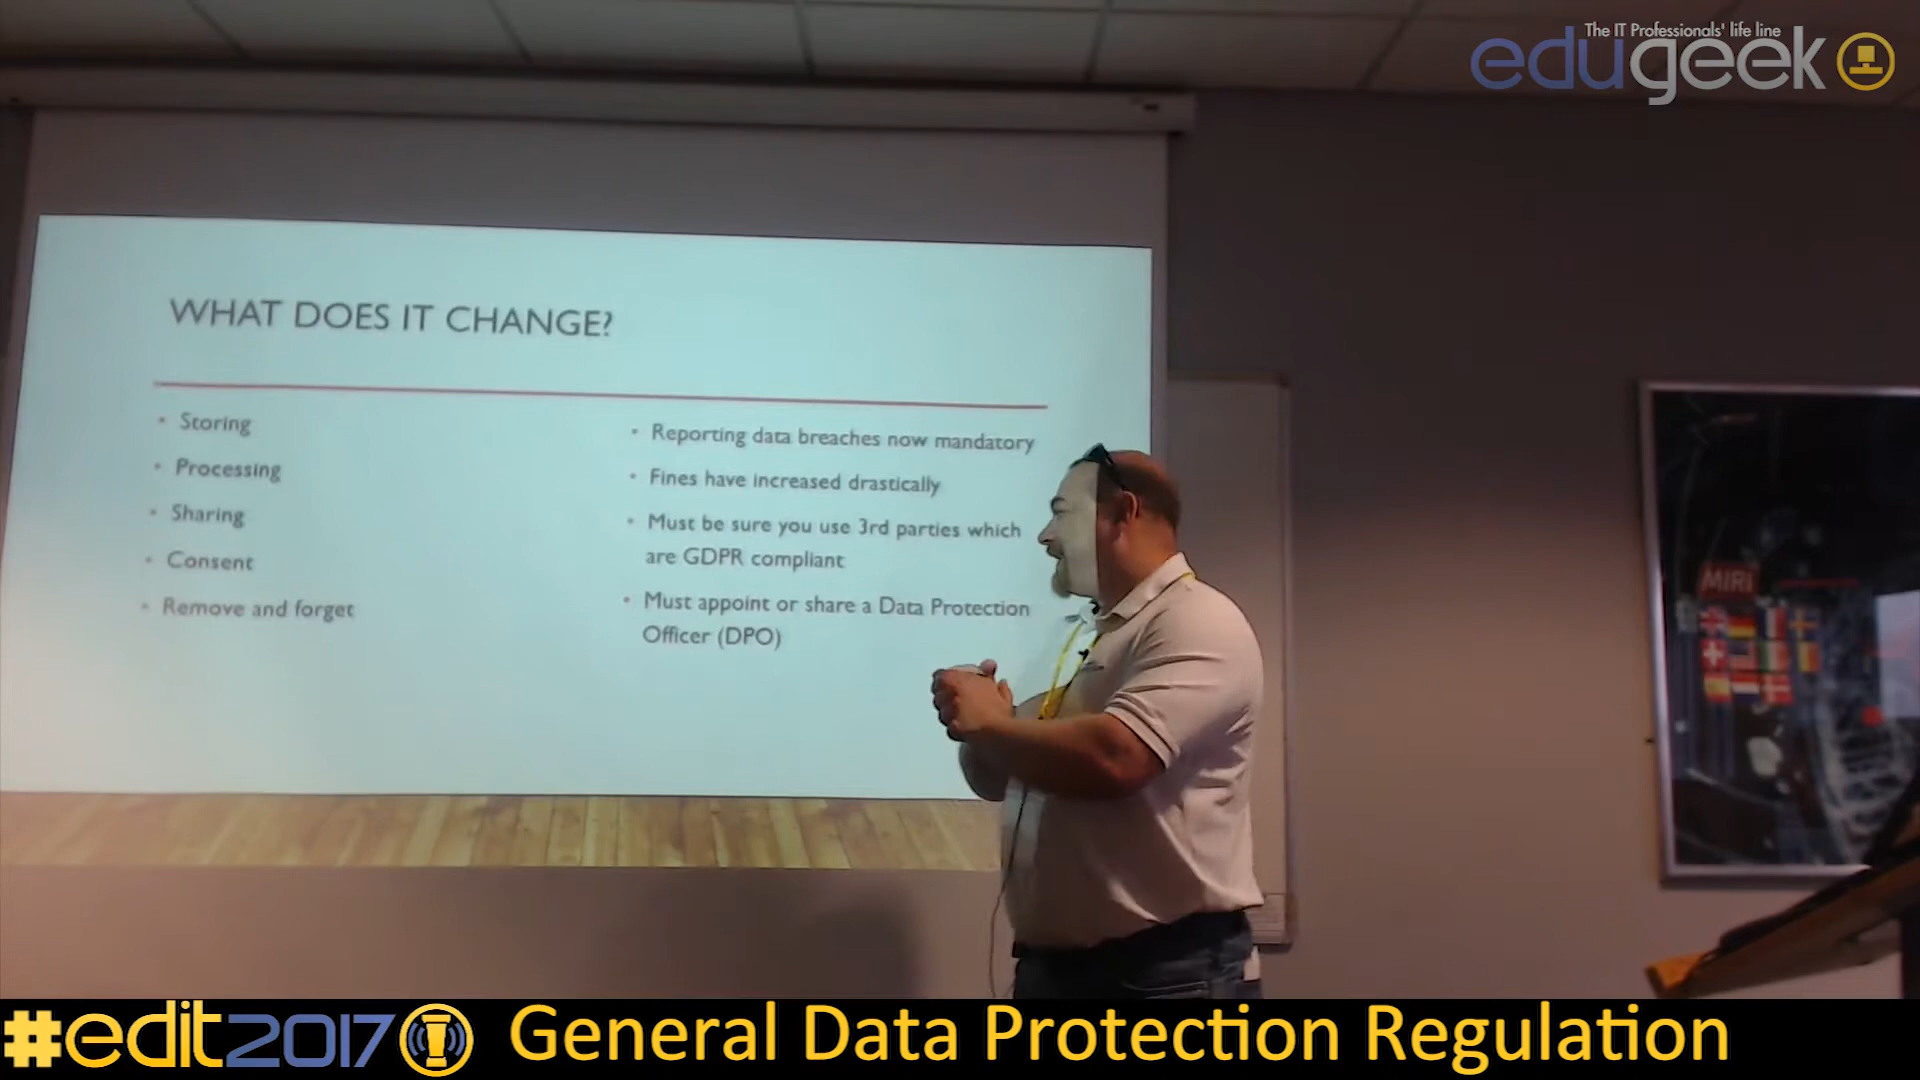 The IT Professionals' life line
edugeek
WHAT DOES IT CHANGE?
• Storing
• Processing
• Sharing
• Consent
• Remove and forget
• Reporting data breaches now mandatory
• Fines have increased drastically
• Must be sure you use 3rd parties which
are GDPR compliant
• Must appoint or share a Data Protection
Officer (DPO)
MIRI
#edit2017 General Data Protection Regulation